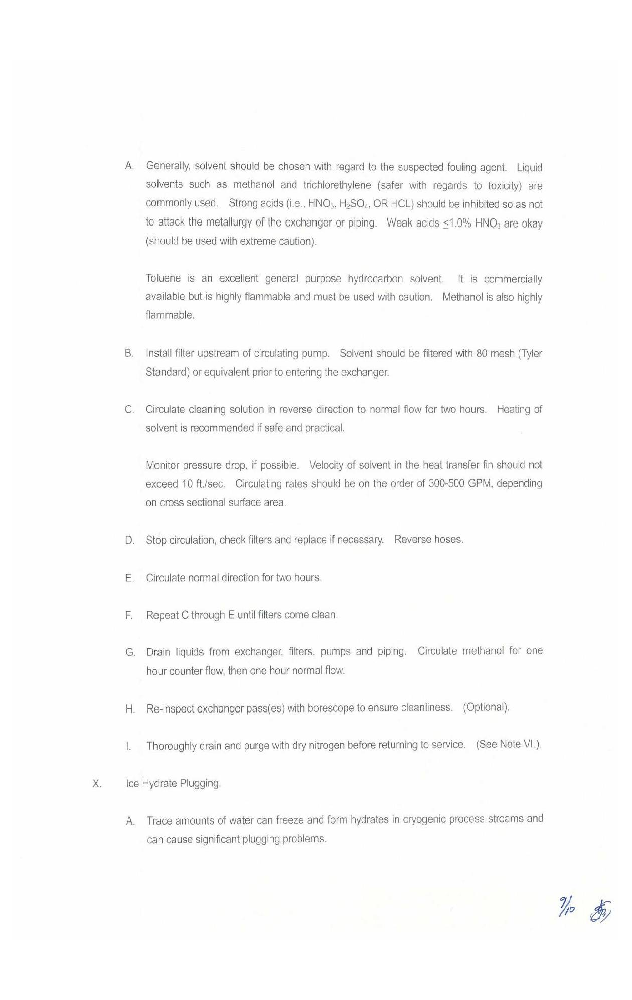 A. Generally, solvent should be chosen with regard to the suspected fouling agent. Liquid
solvents such as methanol and trichlorethylene (safer with regards to toxicity) are
commonly used. Strong acids (i.e., HNO₃, H₂SO₄, OR HCL) should be inhibited so as not
to attack the metallurgy of the exchanger or piping. Weak acids ≤1.0% HNO₃ are okay
(should be used with extreme caution).
Toluene is an excellent general purpose hydrocarbon solvent. It is commercially
available but is highly flammable and must be used with caution. Methanol is also highly
flammable.
B. Install filter upstream of circulating pump. Solvent should be filtered with 80 mesh (Tyler
Standard) or equivalent prior to entering the exchanger.
C. Circulate cleaning solution in reverse direction to normal flow for two hours. Heating of
solvent is recommended if safe and practical.
Monitor pressure drop, if possible. Velocity of solvent in the heat transfer fin should not
exceed 10 ft./sec. Circulating rates should be on the order of 300-500 GPM, depending
on cross sectional surface area.
D. Stop circulation, check filters and replace if necessary. Reverse hoses.
E. Circulate normal direction for two hours.
F. Repeat C through E until filters come clean.
G. Drain liquids from exchanger, filters, pumps and piping. Circulate methanol for one
hour counter flow, then one hour normal flow.
H. Re-inspect exchanger pass(es) with borescope to ensure cleanliness. (Optional).
I. Thoroughly drain and purge with dry nitrogen before returning to service. (See Note VI.).
X. Ice Hydrate Plugging.
A. Trace amounts of water can freeze and form hydrates in cryogenic process streams and
can cause significant plugging problems.
9/10